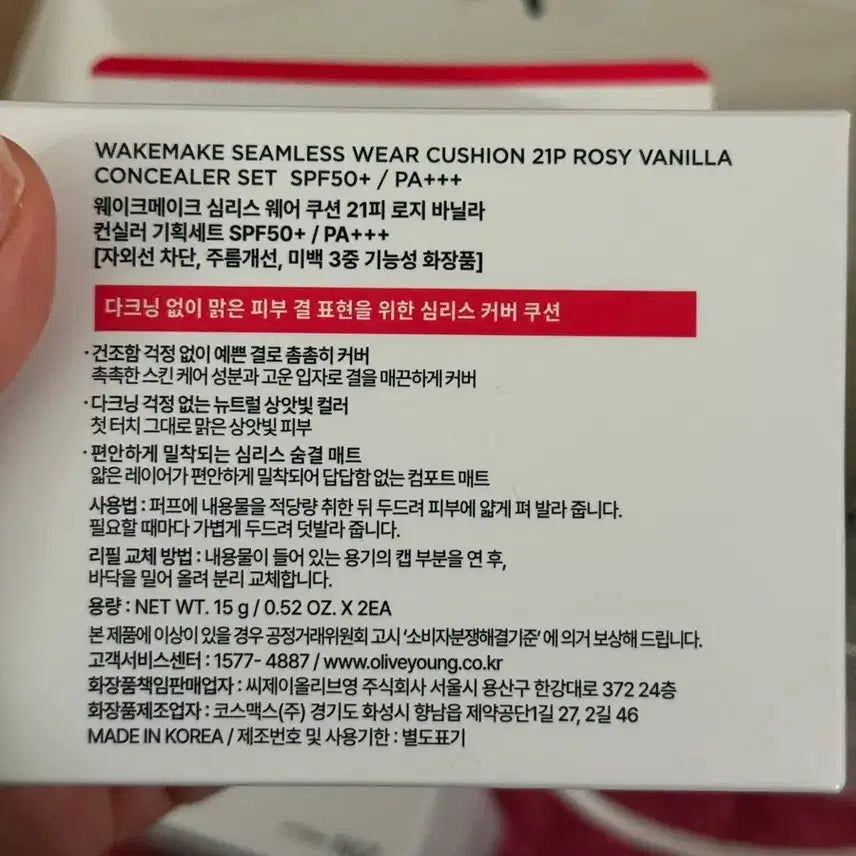 WAKEMAKE SEAMLESS WEAR CUSHION 21P ROSY VANILLA
CONCEALER SET SPF50+ / PA+++
웨이크메이크 심리스 웨어 쿠션 21피 로지 바닐라
컨실러 기획세트 SPF50+ / PA+++
[자외선 차단, 주름개선, 미백 3중 기능성 화장품]
다크닝 없이 맑은 피부 결 표현을 위한 심리스 커버 쿠션
·건조함 걱정 없이 예쁜 결로 촘촘히 커버
촉촉한 스킨 케어 성분과 고운 입자로 결을 매끈하게 커버
·다크닝 걱정 없는 뉴트럴 상앗빛 컬러
첫 터치 그대로 맑은 상앗빛 피부
·편안하게 밀착되는 심리스 숨결 매트
얇은 레이어가 편안하게 밀착되어 답답함 없는 컴포트 매트
사용법 : 퍼프에 내용물을 적당량 취한 뒤 두드려 피부에 얇게 펴 발라 줍니다.
필요할 때마다 가볍게 두드려 덧발라 줍니다.
리필 교체 방법 : 내용물이 들어 있는 용기의 캡 부분을 연 후,
바닥을 밀어 올려 분리 교체합니다.
용량 : NET WT. 15 g / 0.52 OZ. X 2EA
본 제품에 이상이 있을 경우 공정거래위원회 고시 '소비자분쟁해결기준' 에 의거 보상해 드립니다.
고객서비스센터 : 1577- 4887 / www.oliveyoung.co.kr
화장품책임판매업자 : 씨제이올리브영 주식회사 서울시 용산구 한강대로 372 24층
화장품제조업자 : 코스맥스(주) 경기도 화성시 향남읍 제약공단1길 27, 2길 46
MADE IN KOREA / 제조번호 및 사용기한 : 별도표기